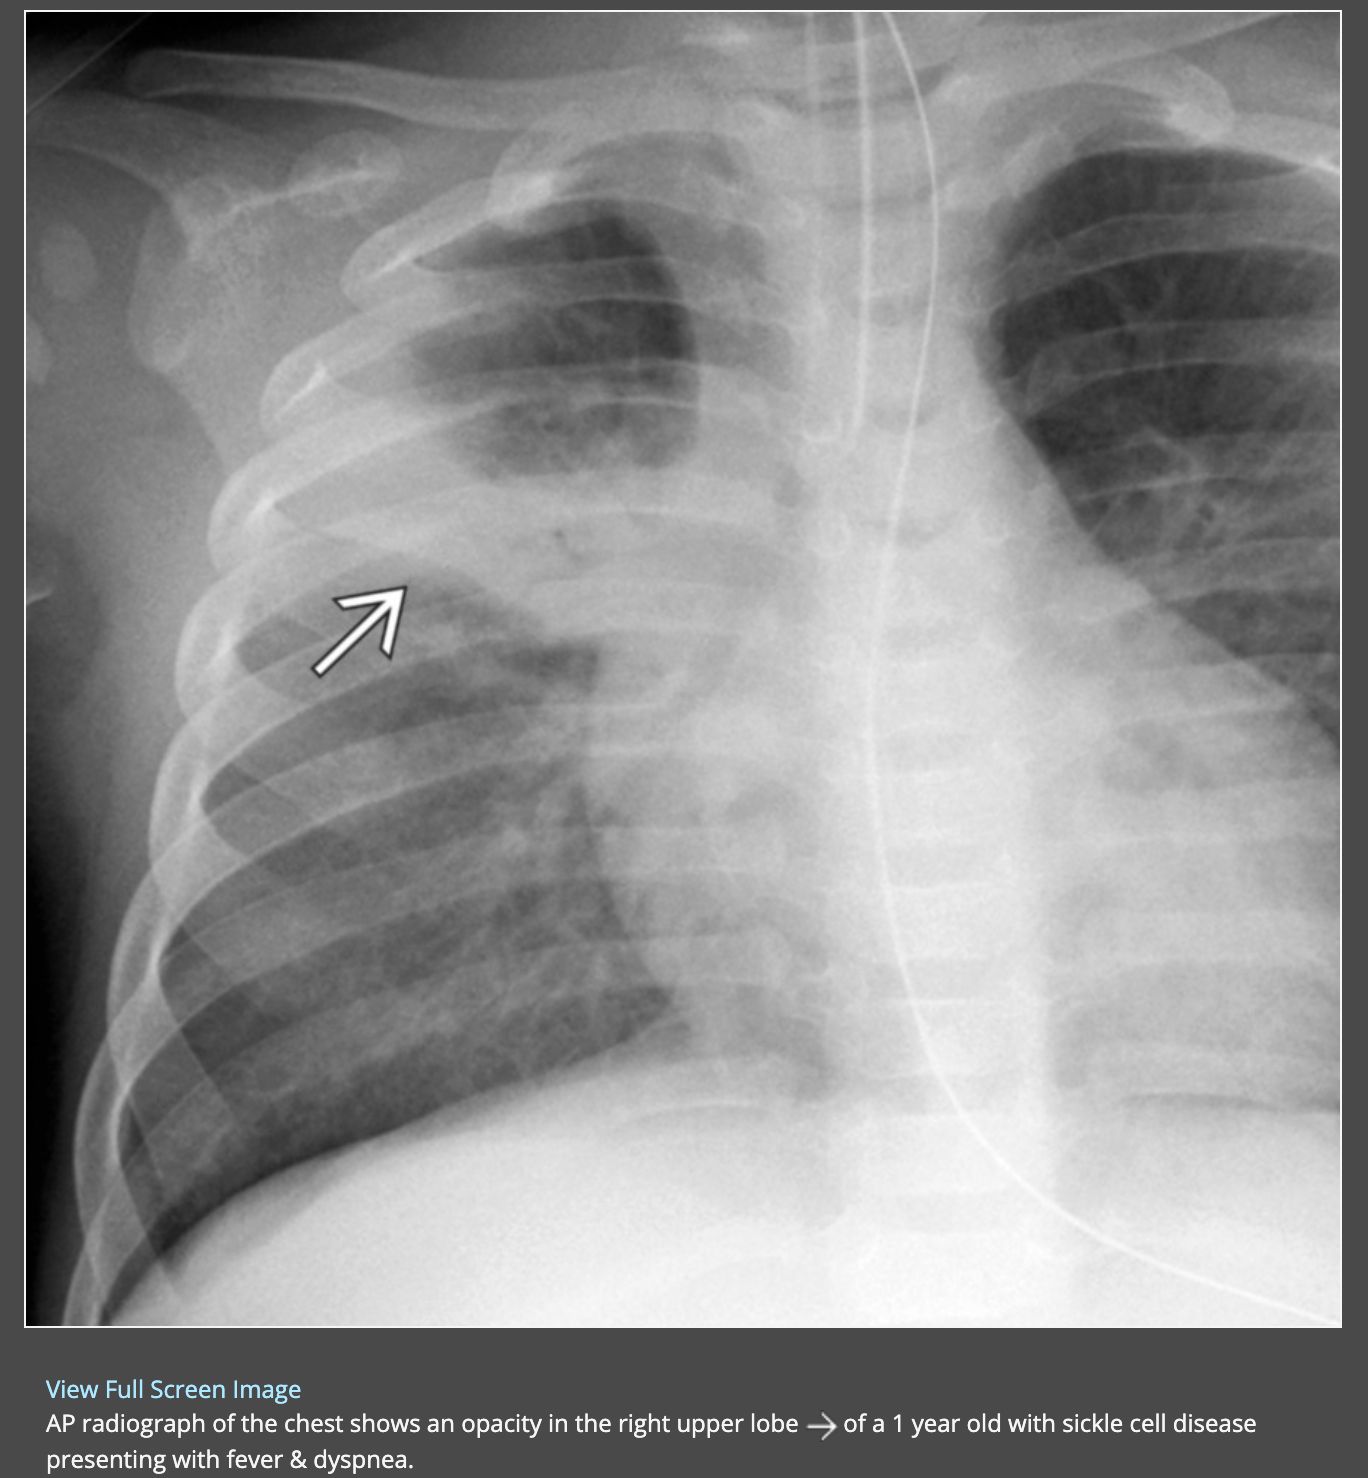 View Full Screen Image
AP radiograph of the chest shows an opacity in the right upper lobe → of a 1 year old with sickle cell disease
presenting with fever & dyspnea.